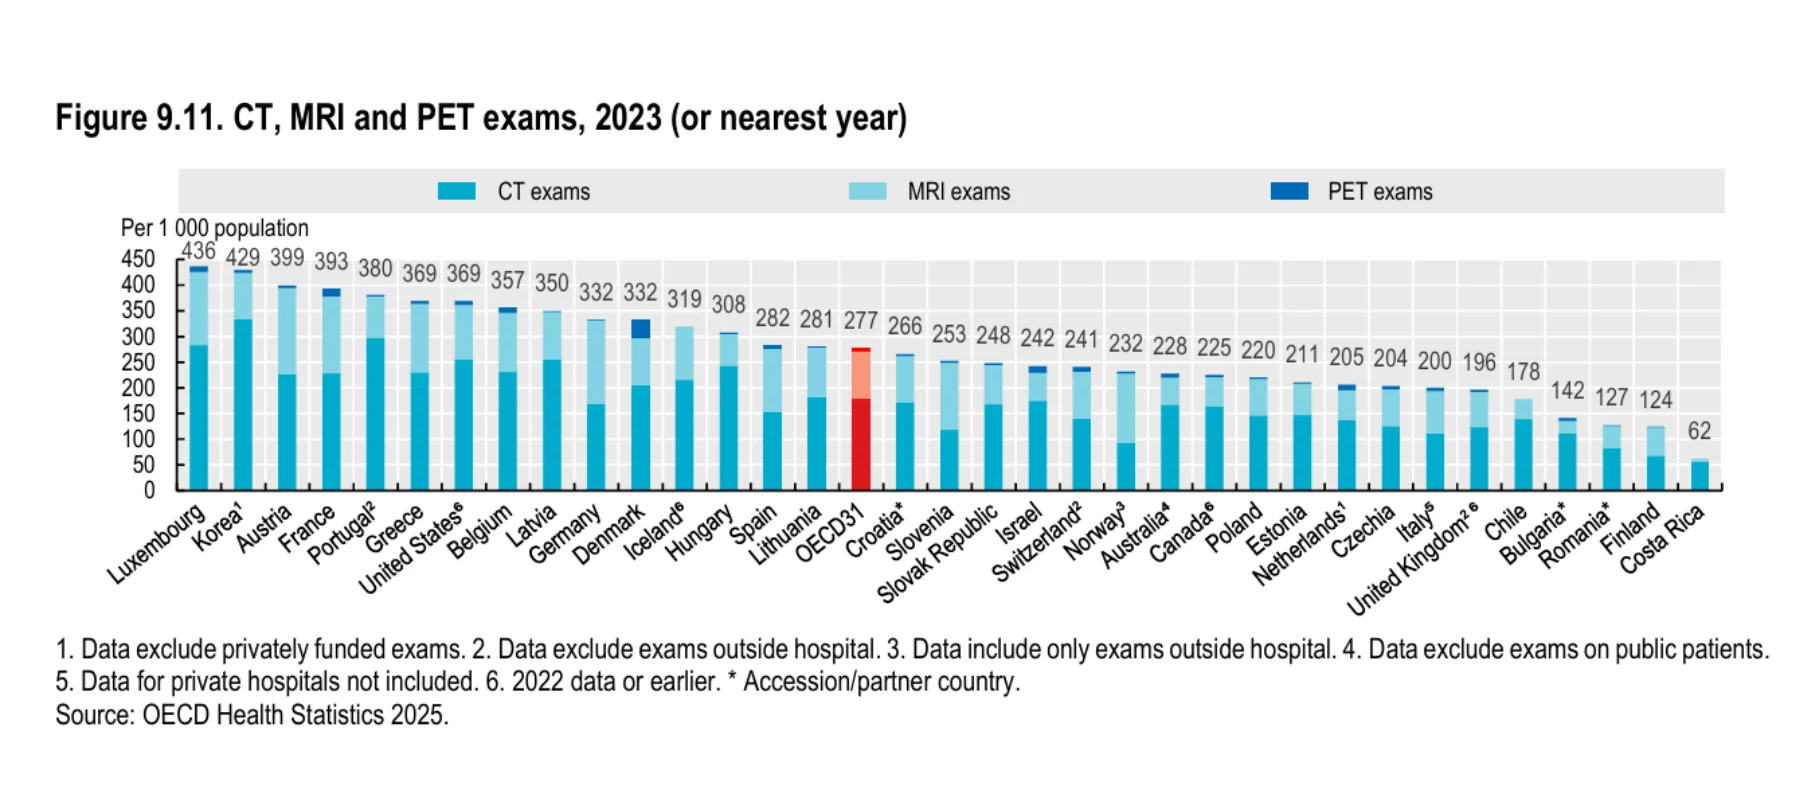 Figure 9.11. CT, MRI and PET exams, 2023 (or nearest year)
CT exams MRI exams PET exams
Per 1 000 population
436 429 399 393 380 369 369 357 350 332 332 319 308 282 281 277 266 253 248 242 241 232 228 225 220 211 205 204 200 196 178 142 127 124 62
450
400
350
300
250
200
150
100
50
0
Luxembourg Korea¹ Austria France Portugal² Greece United States⁶ Belgium Latvia Germany Denmark Iceland⁶ Hungary Spain Lithuania OECD31 Croatia* Slovenia Slovak Republic Israel Switzerland² Norway³ Australia⁴ Canada⁶ Poland Estonia Netherlands¹ Czechia Italy⁵ United Kingdom² ⁶ Chile Bulgaria* Romania* Finland Costa Rica
1. Data exclude privately funded exams. 2. Data exclude exams outside hospital. 3. Data include only exams outside hospital. 4. Data exclude exams on public patients.
5. Data for private hospitals not included. 6. 2022 data or earlier. * Accession/partner country.
Source: OECD Health Statistics 2025.